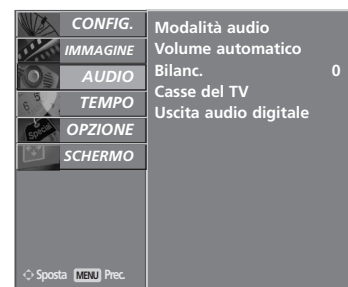 CONFIG.
IMMAGINE
AUDIO
TEMPO
OPZIONE
SCHERMO
Modalità audio
Volume automatico
Bilanc. 0
Casse del TV
Uscita audio digitale
Sposta MENU Prec.
Special